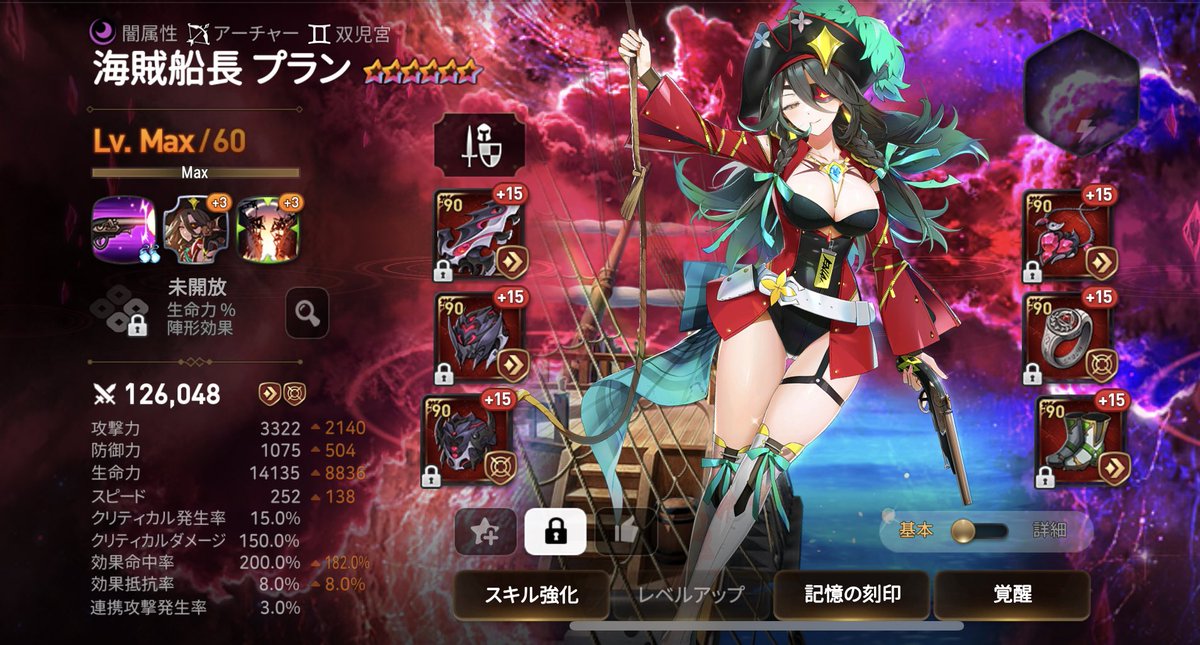 闇属性 アーチャー 双児宮
海賊船長 プラン
Lv. Max/60
Max
+3
+3
未開放
生命力 %
陣形効果
126,048
攻撃力 3322 2140
防御力 1075 504
生命力 14135 8836
スピード 252 138
クリティカル発生率 15.0%
クリティカルダメージ 150.0%
効果命中率 200.0% 182.0%
効果抵抗率 8.0% 8.0%
連携攻撃発生率 3.0%
90 +15
90 +15
90 +15
90 +15
90 +15
90 +15
基本 詳細
スキル強化
レベルアップ
記憶の刻印
覚醒